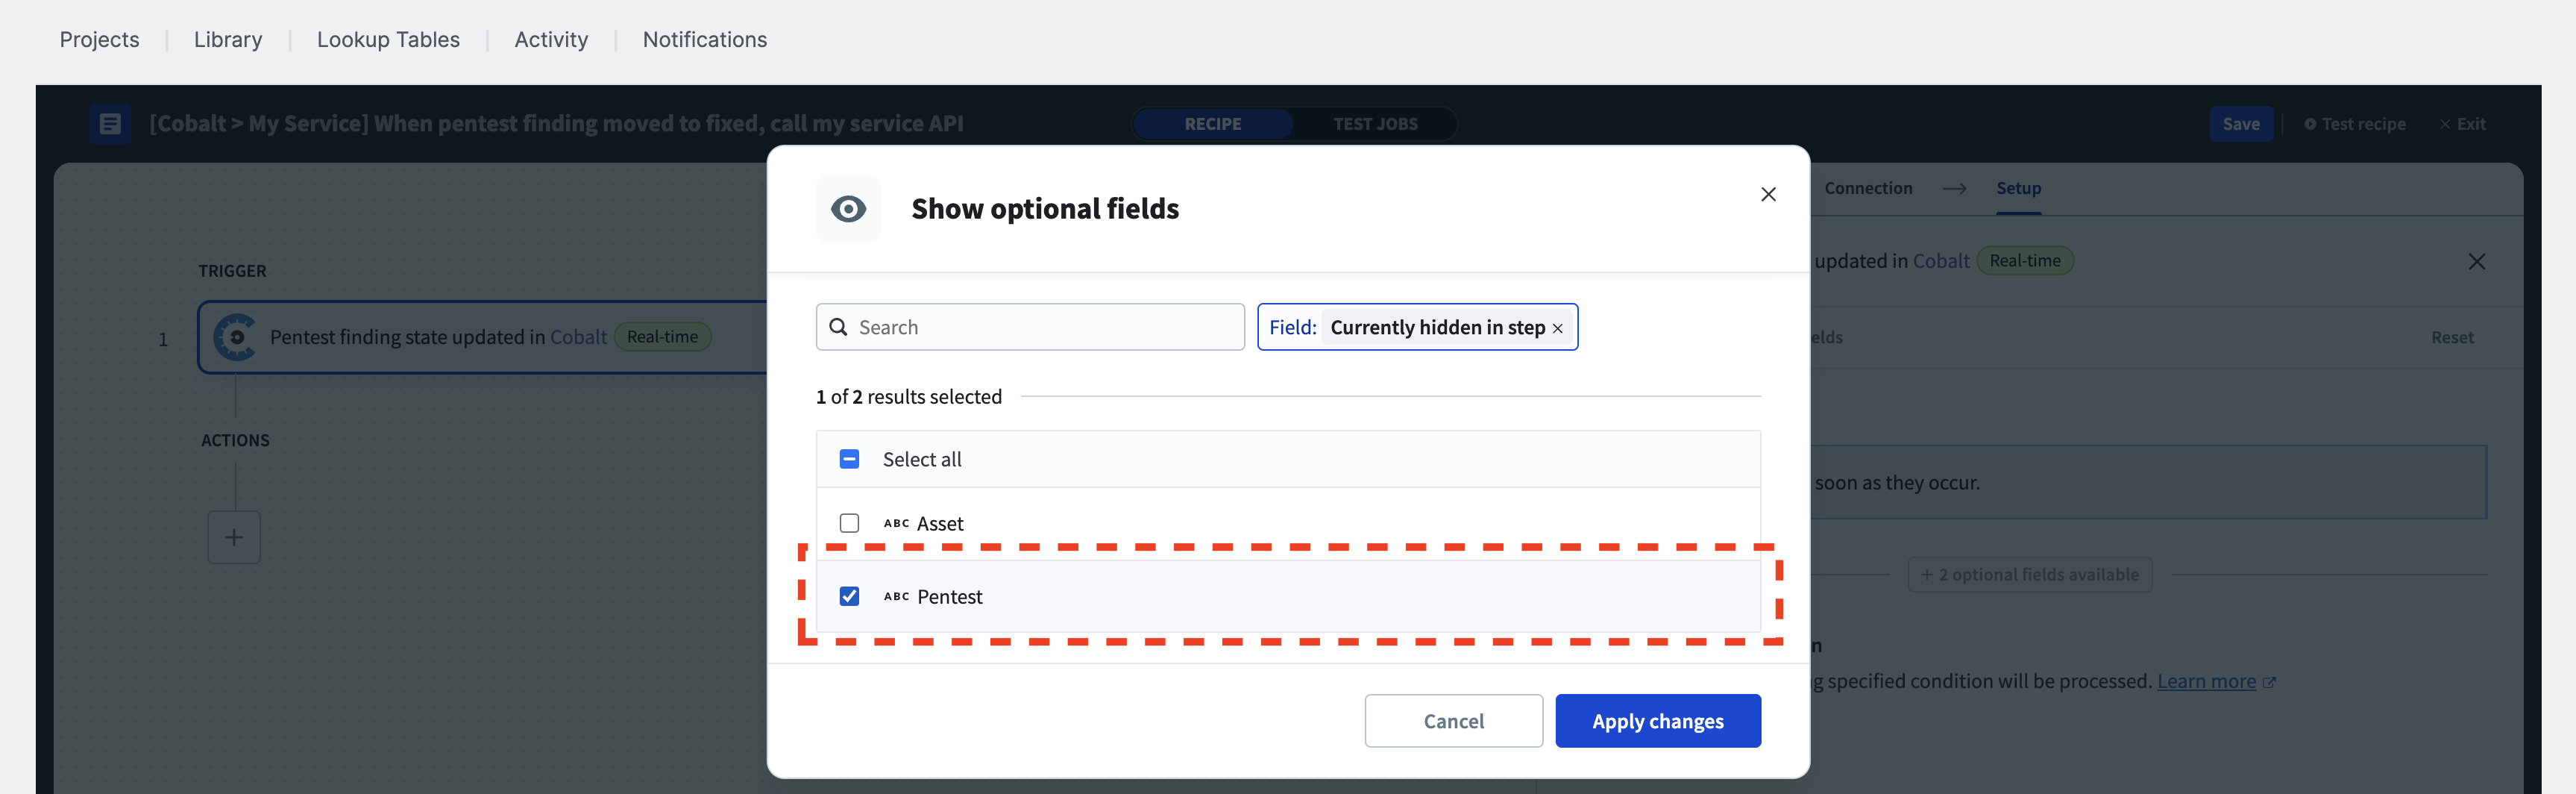 Projects Library Lookup Tables Activity Notifications
[Cobalt > My Service] When pentest finding moved to fixed, call my service API RECIPE TEST JOBS Save Test recipe Exit
Show optional fields
Connection → Setup
updated in Cobalt Real-time
TRIGGER
1 Pentest finding state updated in Cobalt Real-time
Search
Field: Currently hidden in step ×
elds Reset
1 of 2 results selected
ACTIONS
Select all
soon as they occur.
ABC Asset
+ 2 optional fields available
ABC Pentest
n
g specified condition will be processed. Learn more
Cancel Apply changes